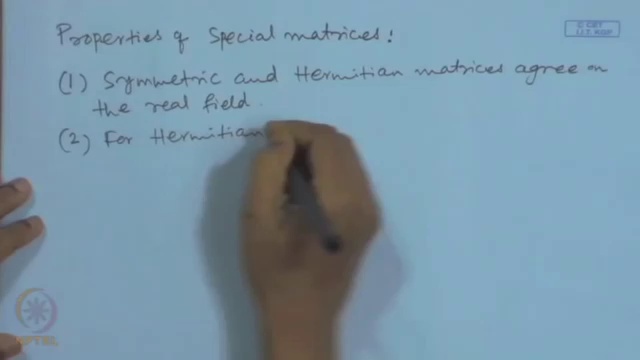 © CET
I.I.T. KGP
Properties of Special matrices:
(1) Symmetric and Hermitian matrices agree on
the real field.
(2) For Hermitian
NPTEL